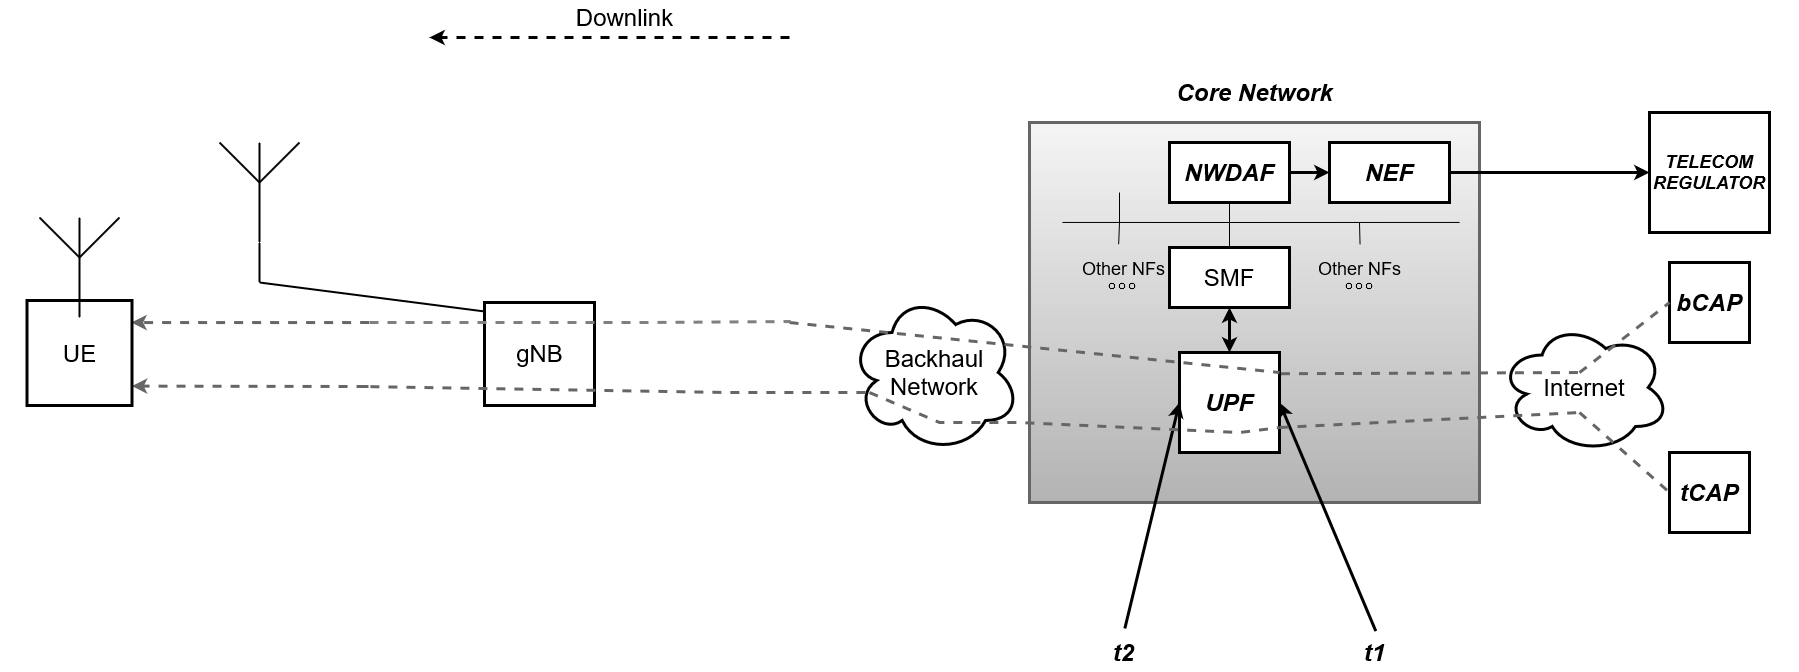 Downlink
Core Network
NWDAF
NEF
TELECOM
REGULATOR
Other NFs
SMF
Other NFs
bCAP
UE
gNB
Backhaul
Network
UPF
Internet
tCAP
t2
t1